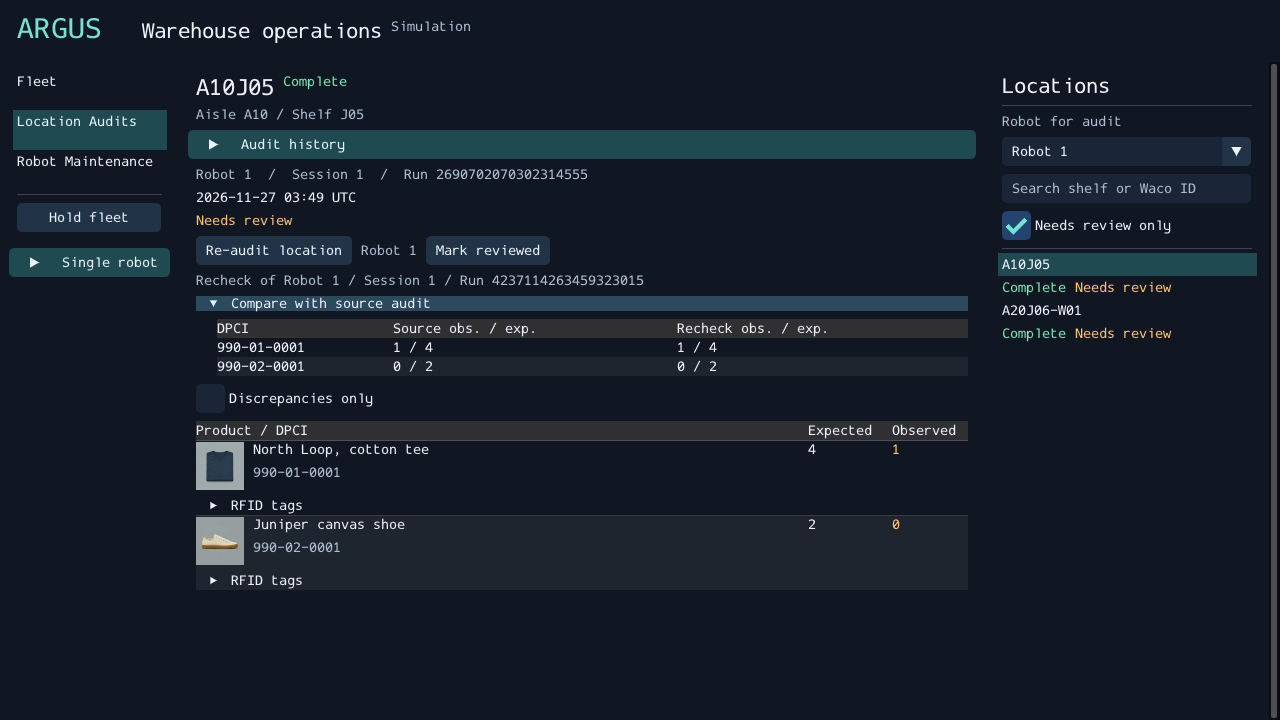 ARGUS
Warehouse operations Simulation
Fleet
Location Audits
Robot Maintenance
Hold fleet
Single robot
A10J05 Complete
Aisle A10 / Shelf J05
Audit history
Robot 1 / Session 1 / Run 2690702070302314555
2026-11-27 03:49 UTC
Needs review
Re-audit location Robot 1 Mark reviewed
Recheck of Robot 1 / Session 1 / Run 4237114263459323015
Compare with source audit
DPCI Source obs. / exp. Recheck obs. / exp.
990-01-0001 1 / 4 1 / 4
990-02-0001 0 / 2 0 / 2
Discrepancies only
Product / DPCI Expected Observed
North Loop, cotton tee 4 1
990-01-0001
RFID tags
Juniper canvas shoe 2 0
990-02-0001
RFID tags
Locations
Robot for audit
Robot 1
Search shelf or Waco ID
Needs review only
A10J05
Complete Needs review
A20J06-W01
Complete Needs review